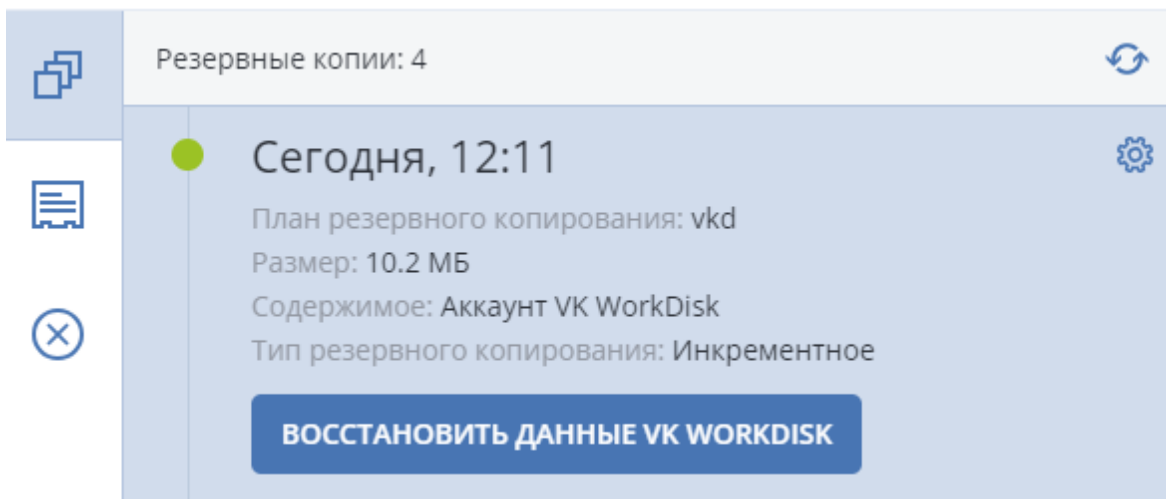 Резервные копии: 4
Сегодня, 12:11
План резервного копирования: vkd
Размер: 10.2 МБ
Содержимое: Аккаунт VK WorkDisk
Тип резервного копирования: Инкрементное
ВОССТАНОВИТЬ ДАННЫЕ VK WORKDISK